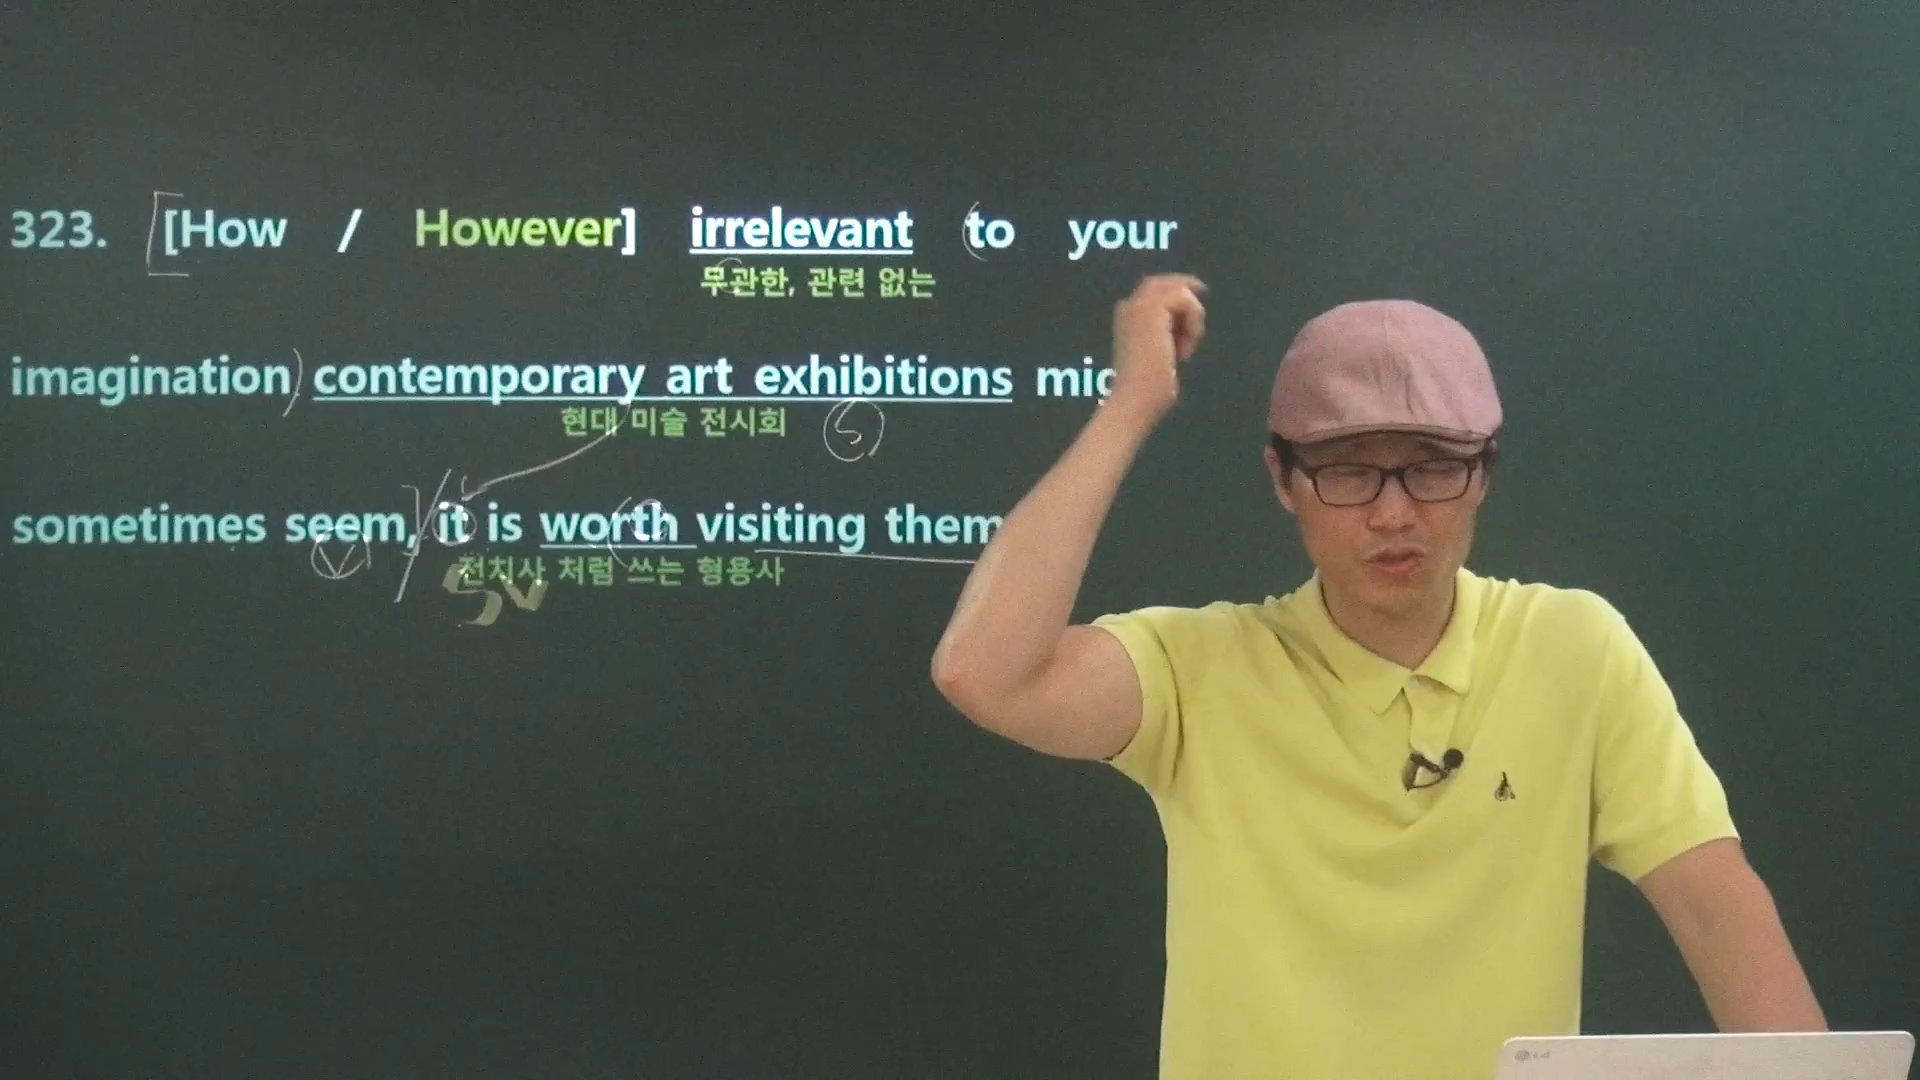 323. [How / However] irrelevant to your
무관한, 관련 없는
imagination) contemporary art exhibitions
현대 미술 전시회 S
sometimes seem, it is worth visiting them
V 전치사 처럼 쓰는 형용사
SV
LG